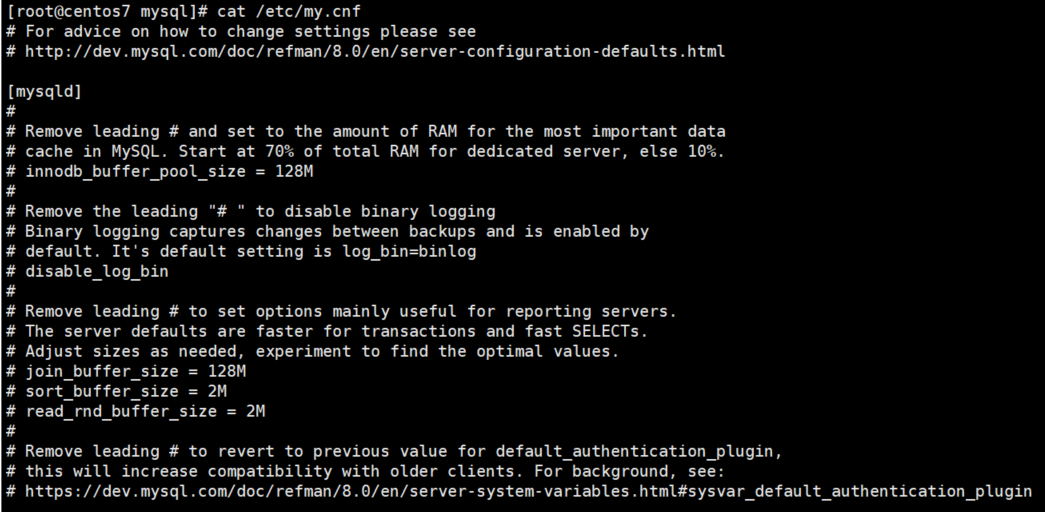 [root@centos7 mysql]# cat /etc/my.cnf
# For advice on how to change settings please see
# http://dev.mysql.com/doc/refman/8.0/en/server-configuration-defaults.html
[mysqld]
#
# Remove leading # and set to the amount of RAM for the most important data
# cache in MySQL. Start at 70% of total RAM for dedicated server, else 10%.
# innodb_buffer_pool_size = 128M
#
# Remove the leading "# " to disable binary logging
# Binary logging captures changes between backups and is enabled by
# default. It's default setting is log_bin=binlog
# disable_log_bin
#
# Remove leading # to set options mainly useful for reporting servers.
# The server defaults are faster for transactions and fast SELECTs.
# Adjust sizes as needed, experiment to find the optimal values.
# join_buffer_size = 128M
# sort_buffer_size = 2M
# read_rnd_buffer_size = 2M
#
# Remove leading # to revert to previous value for default_authentication_plugin,
# this will increase compatibility with older clients. For background, see:
# https://dev.mysql.com/doc/refman/8.0/en/server-system-variables.html#sysvar_default_authentication_plugin